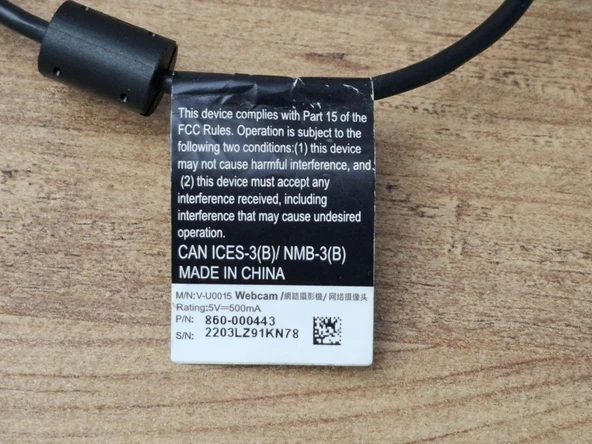 This device complies with Part 15 of the
FCC Rules. Operation is subject to the
following two conditions:(1) this device
may not cause harmful interference, and
(2) this device must accept any
interference received, including
interference that may cause undesired
operation.
CAN ICES-3(B)/ NMB-3(B)
MADE IN CHINA
M/N:V-U0015 Webcam /網路攝影機/ 网络摄像头
Rating:5V⎓500mA
P/N: 860-000443
S/N: 2203LZ91KN78